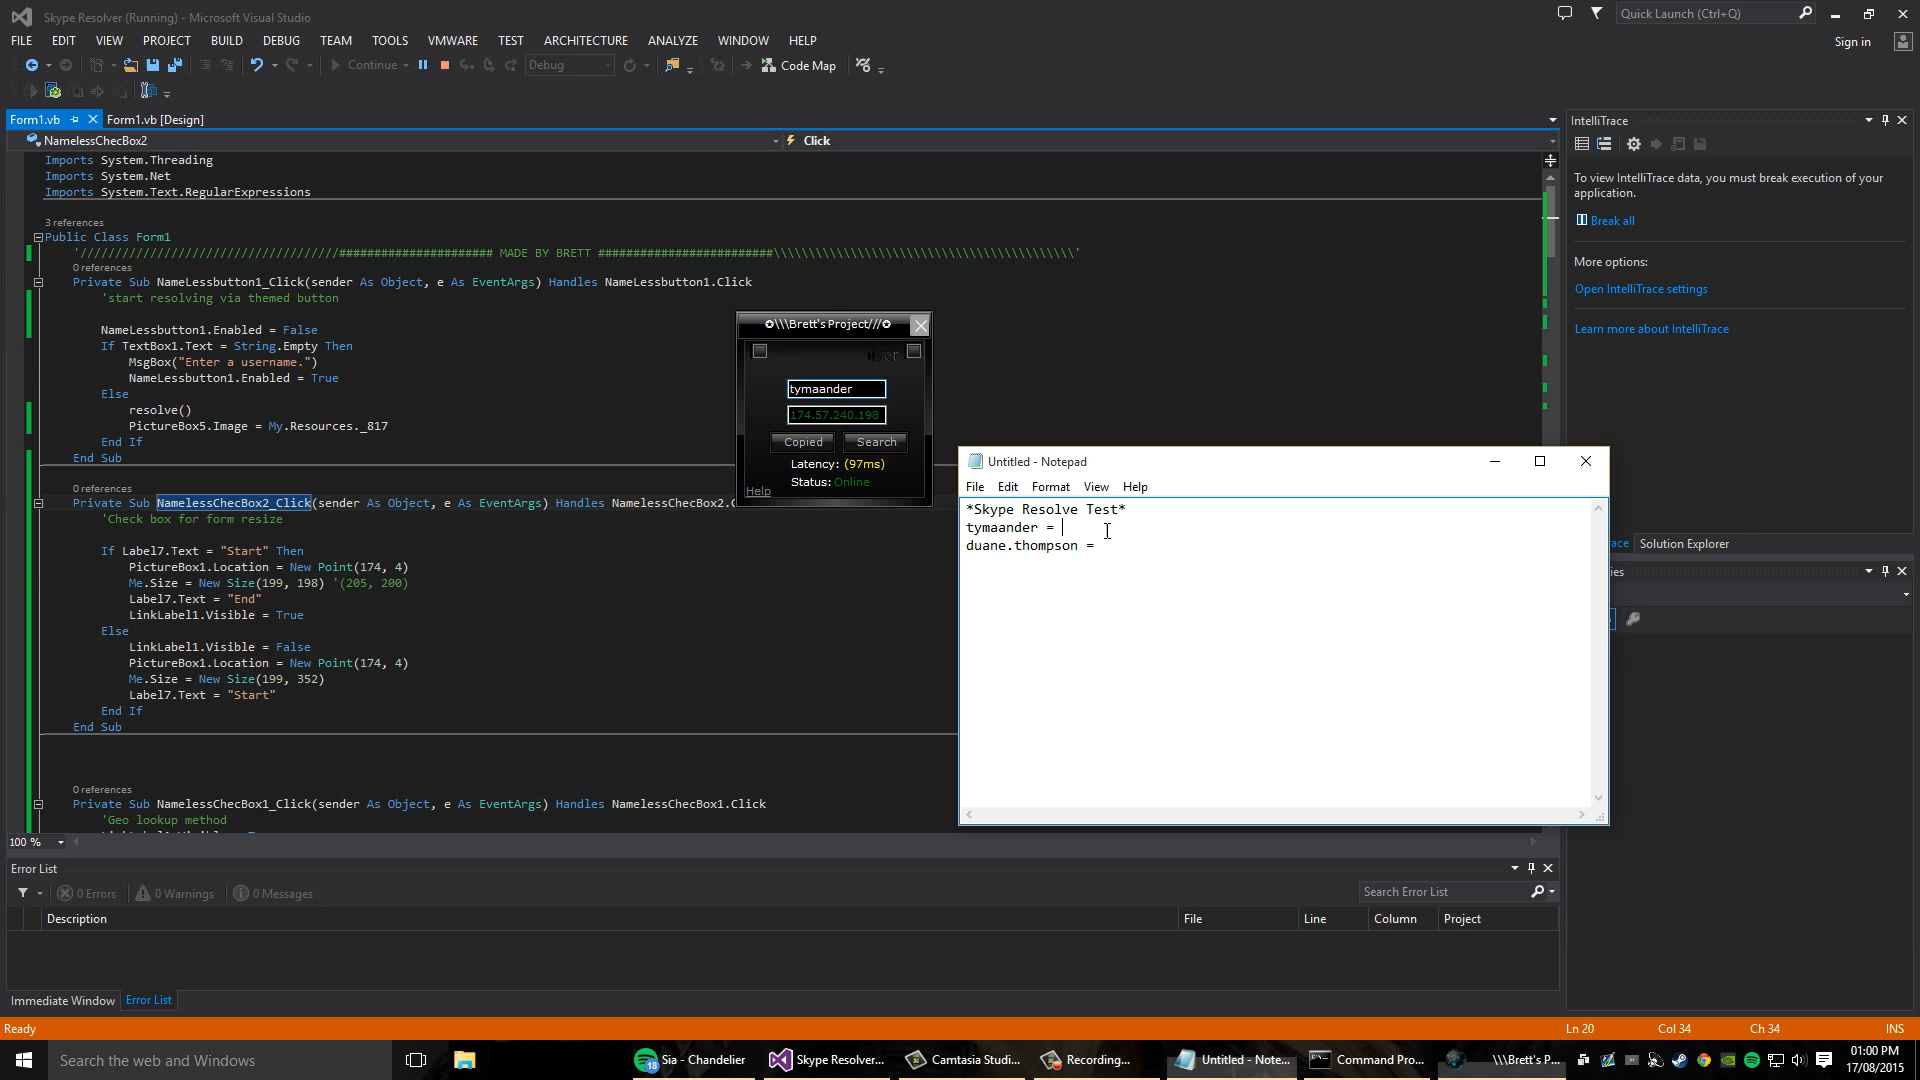 Skype Resolver (Running) - Microsoft Visual Studio
Quick Launch (Ctrl+Q)
FILE EDIT VIEW PROJECT BUILD DEBUG TEAM TOOLS VMWARE TEST ARCHITECTURE ANALYZE WINDOW HELP
Sign in
Continue Debug Code Map
Form1.vb Form1.vb [Design]
NamelessChecBox2 Click
Imports System.Threading
Imports System.Net
Imports System.Text.RegularExpressions
3 references
Public Class Form1
'/////////////////////////////////////###################### MADE BY BRETT #########################\\\\\\\\\\\\\\\\\\\\\\\\\\\\\\\\\\\\\\\\\\\'
0 references
Private Sub NameLessbutton1_Click(sender As Object, e As EventArgs) Handles NameLessbutton1.Click
'start resolving via themed button
NameLessbutton1.Enabled = False
If TextBox1.Text = String.Empty Then
MsgBox("Enter a username.")
NameLessbutton1.Enabled = True
Else
resolve()
PictureBox5.Image = My.Resources._817
End If
End Sub
0 references
Private Sub NamelessChecBox2_Click(sender As Object, e As EventArgs) Handles NamelessChecBox2.C
'Check box for form resize
If Label7.Text = "Start" Then
PictureBox1.Location = New Point(174, 4)
Me.Size = New Size(199, 198) '(205, 200)
Label7.Text = "End"
LinkLabel1.Visible = True
Else
LinkLabel1.Visible = False
PictureBox1.Location = New Point(174, 4)
Me.Size = New Size(199, 352)
Label7.Text = "Start"
End If
End Sub
0 references
Private Sub NamelessChecBox1_Click(sender As Object, e As EventArgs) Handles NamelessChecBox1.Click
'Geo lookup method
100 %
✪\\\Brett's Project///✪
tymaander
174.57.240.198
Copied Search
Latency: (97ms)
Status: Online
Help
Untitled - Notepad
File Edit Format View Help
*Skype Resolve Test*
tymaander =
duane.thompson =
IntelliTrace
To view IntelliTrace data, you must break execution of your
application.
Break all
More options:
Open IntelliTrace settings
Learn more about IntelliTrace
Solution Explorer
Error List
0 Errors 0 Warnings 0 Messages
Search Error List
Description File Line Column Project
Immediate Window Error List
Ready Ln 20 Col 34 Ch 34 INS
Search the web and Windows
18 Sia - Chandelier
Skype Resolver...
Camtasia Studi...
Recording...
Untitled - Note...
Command Pro...
\\\Brett's P...
01:00 PM
17/08/2015